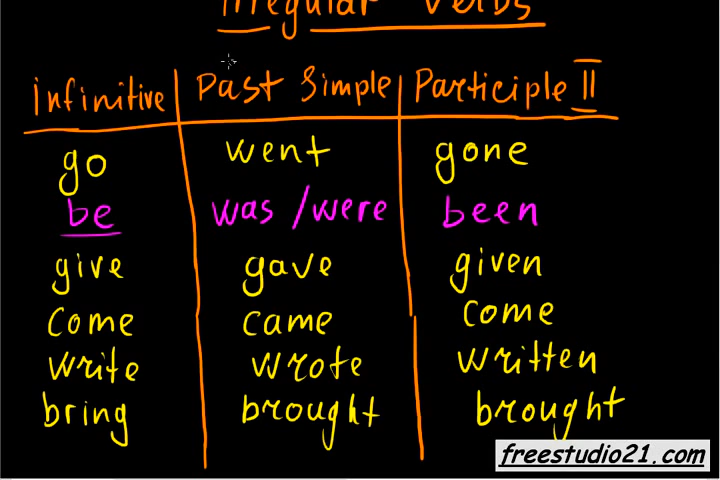 Irregular Verbs
Infinitive Past Simple Participle II
go went gone
be was /were been
give gave given
come came come
write wrote written
bring brought brought
freestudio21.com